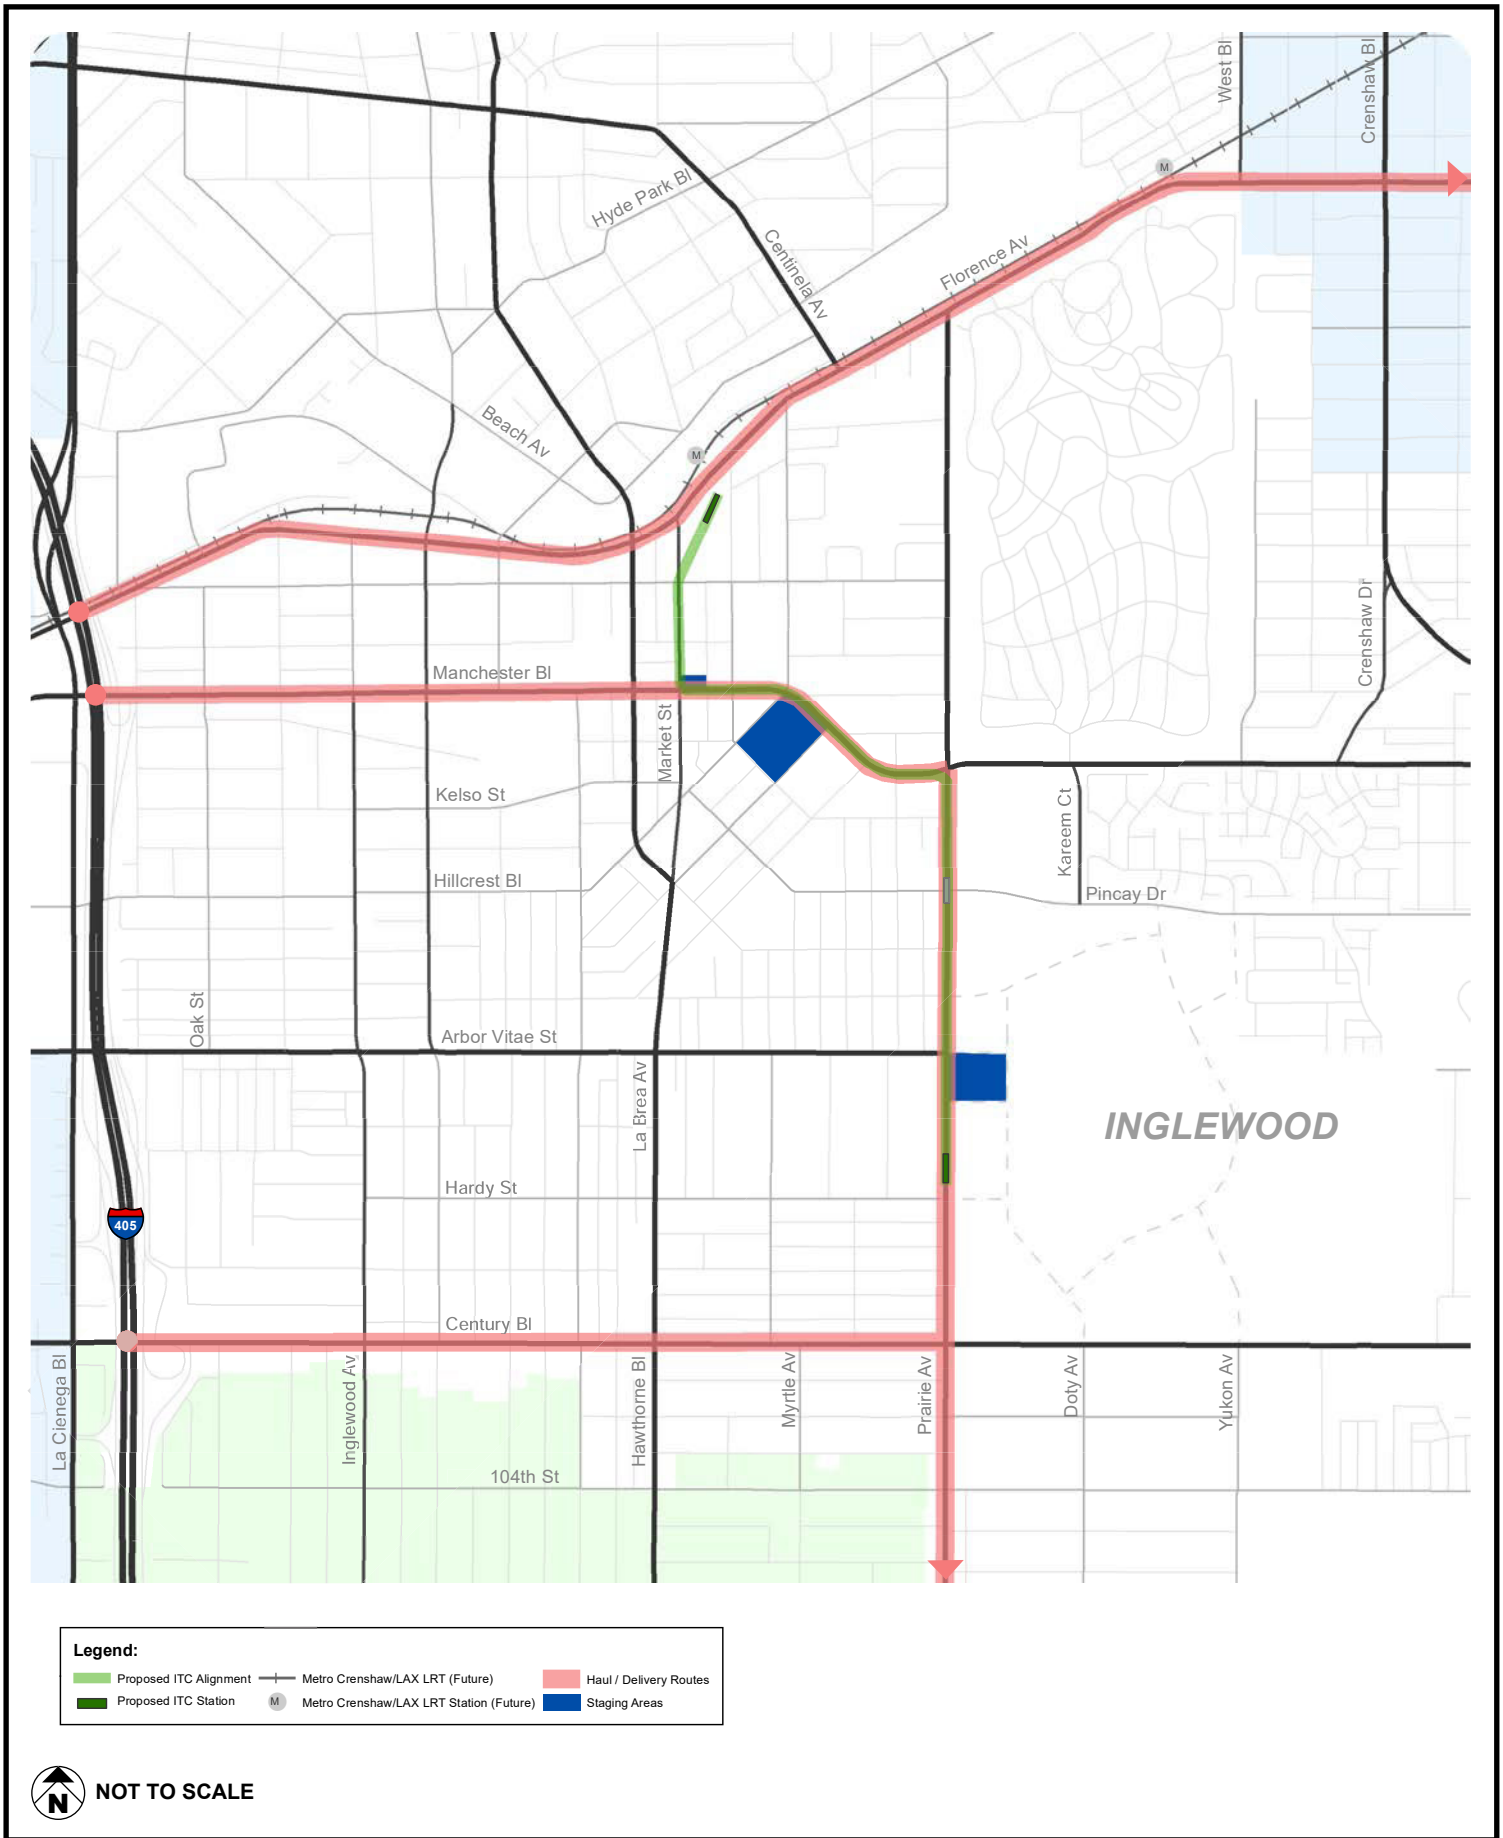 West Bl
Crenshaw Bl
M
Hyde Park Bl
Centinela Av
Florence Av
Beach Av
M
Crenshaw Dr
Manchester Bl
Market St
Kelso St
Kareem Ct
Hillcrest Bl
Pincay Dr
Oak St
Arbor Vitae St
La Brea Av
INGLEWOOD
Hardy St
405
Century Bl
La Cienega Bl
Inglewood Av
Hawthorne Bl
Myrtle Av
Prairie Av
Doty Av
Yukon Av
104th St
Legend:
Proposed ITC Alignment
Metro Crenshaw/LAX LRT (Future)
Haul / Delivery Routes
Proposed ITC Station
M
Metro Crenshaw/LAX LRT Station (Future)
Staging Areas
N
NOT TO SCALE